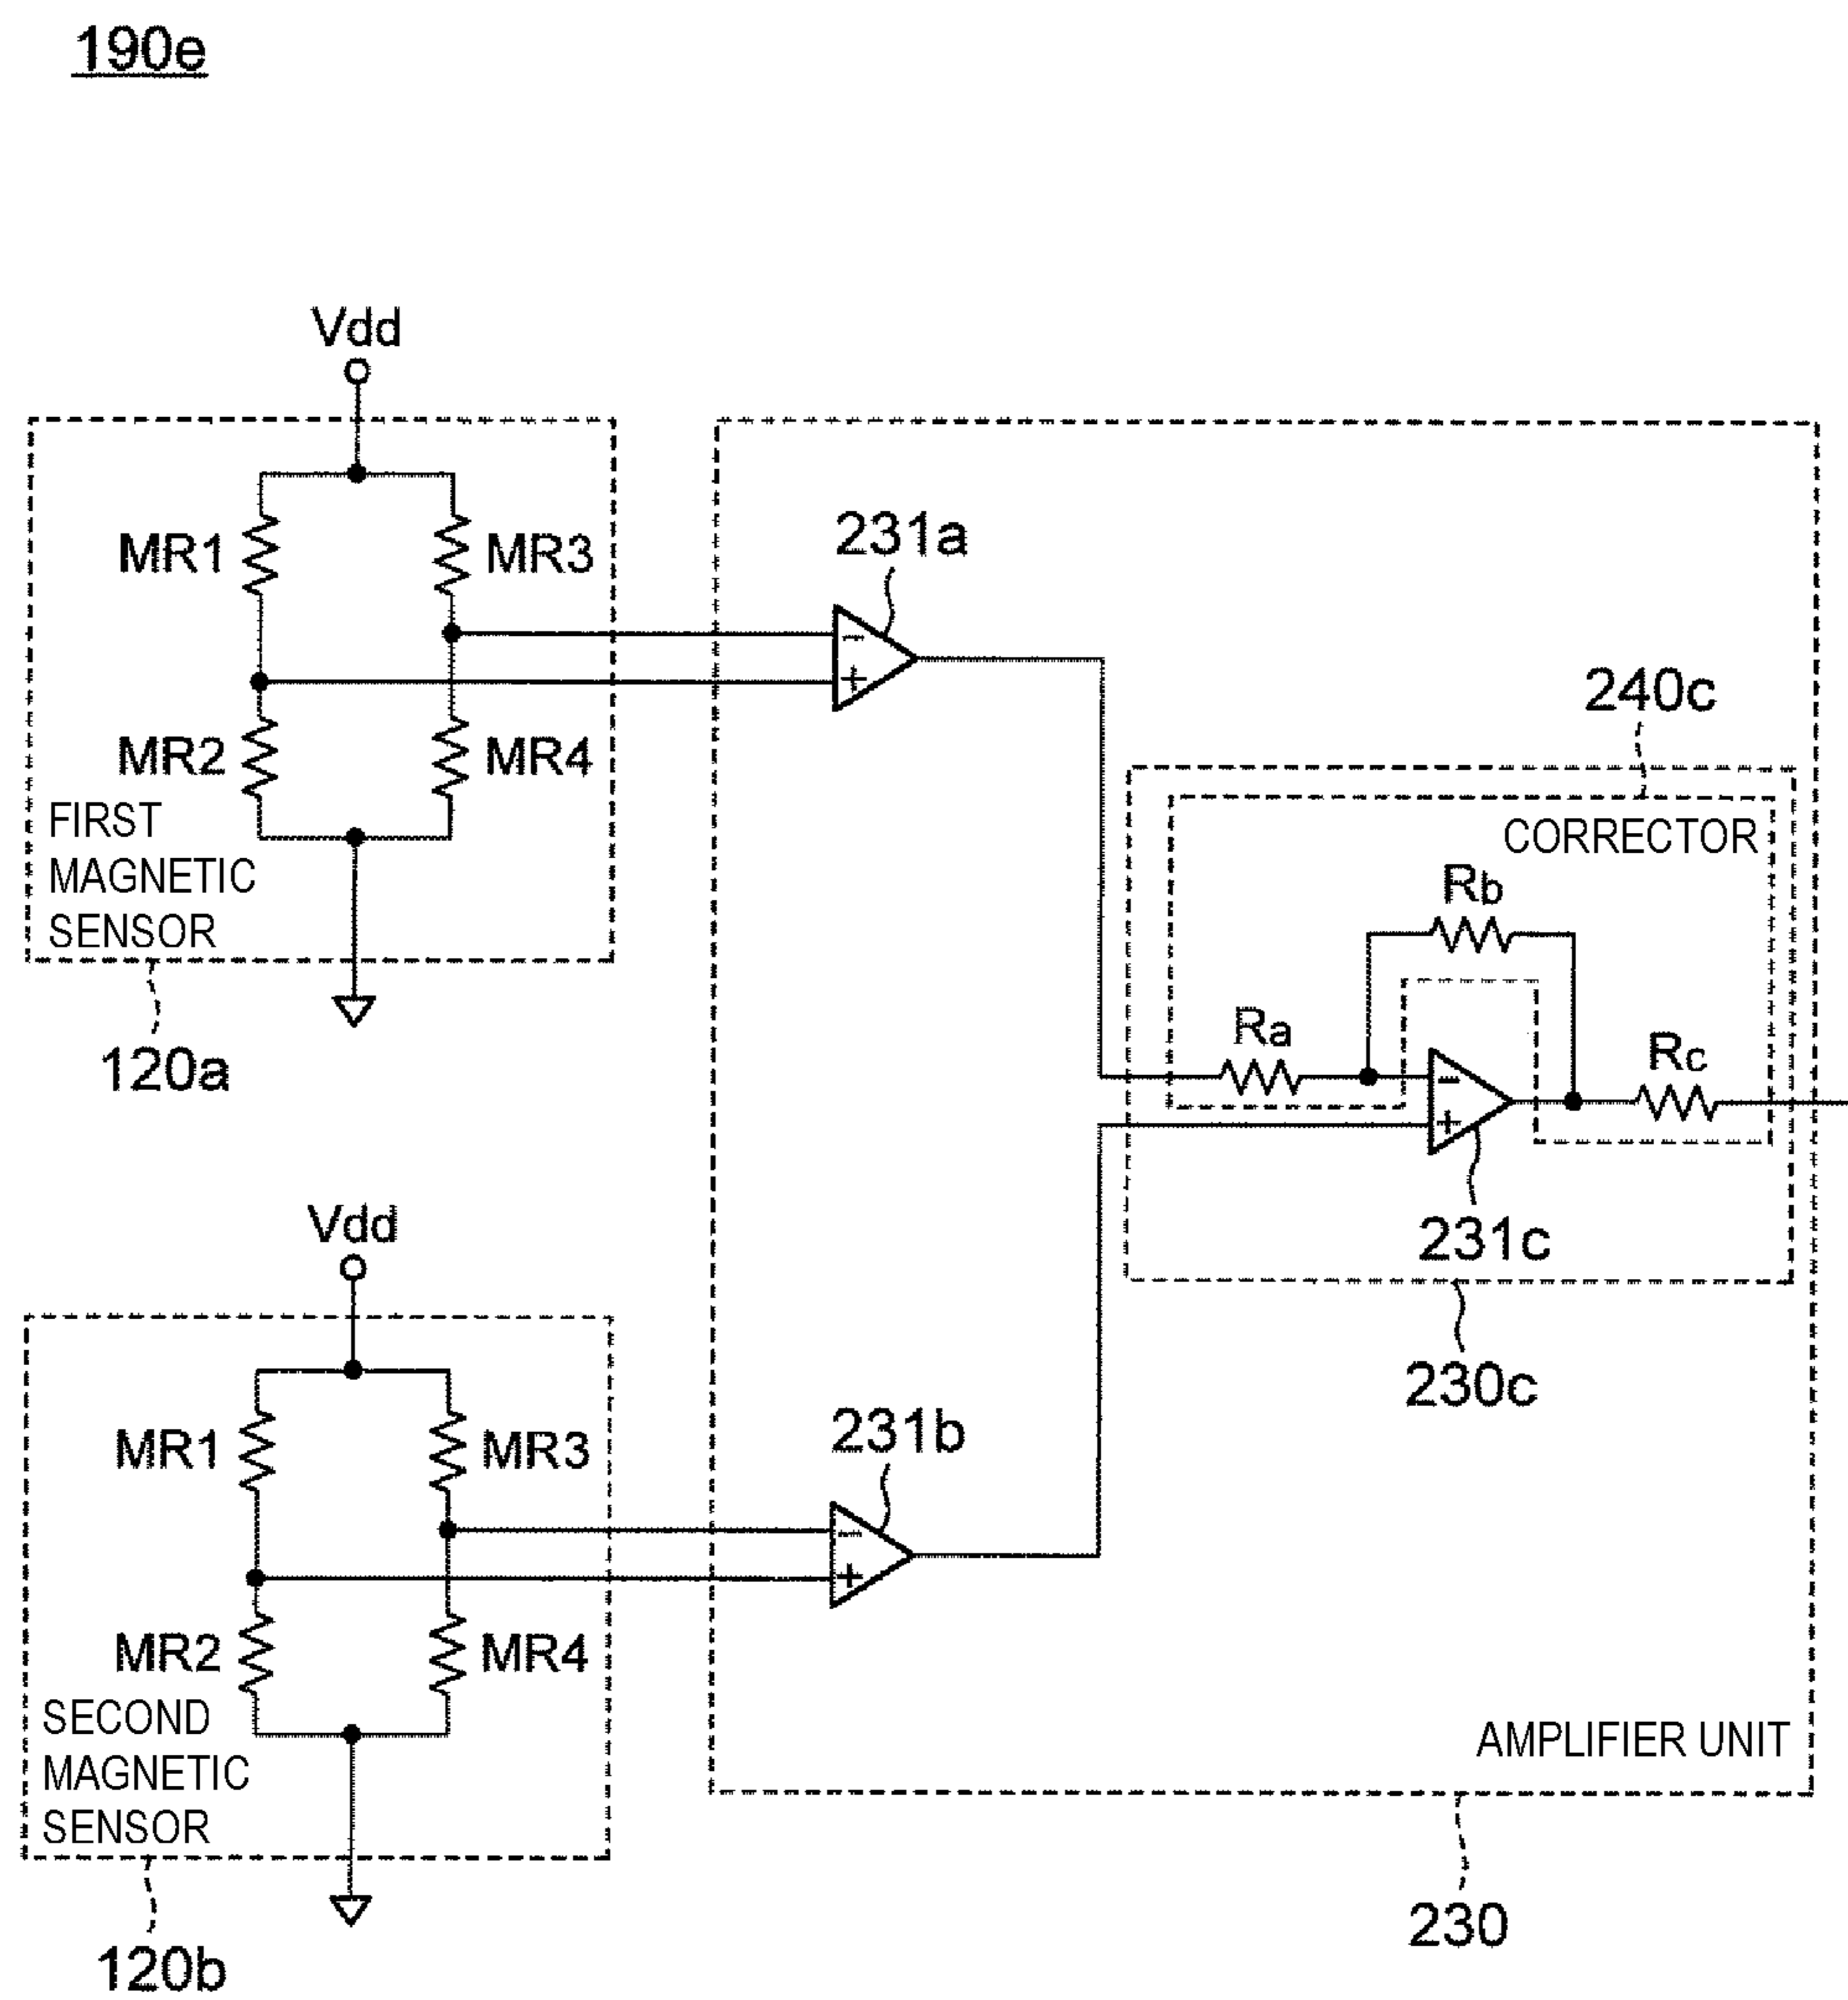 190e
Vdd
MR1
MR3
MR2
MR4
FIRST
MAGNETIC
SENSOR
120a
231a
-
+
240c
CORRECTOR
Rb
Ra
Rc
-
+
231c
230c
Vdd
MR1
MR3
MR2
MR4
SECOND
MAGNETIC
SENSOR
120b
231b
-
+
AMPLIFIER UNIT
230